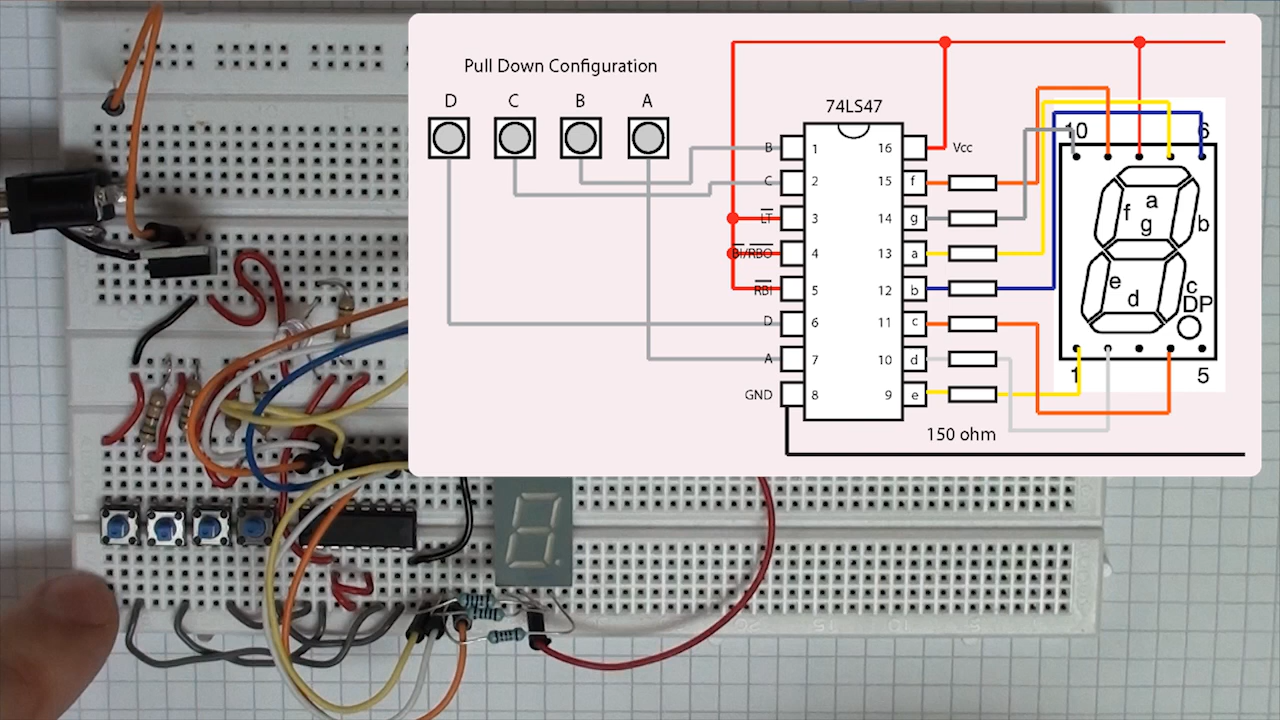 Pull Down Configuration
D C B A
74LS47
B 1 16 Vcc
C 2 15 f
LT 3 14 g
BI/RBO 4 13 a
RBI 5 12 b
D 6 11 c
A 7 10 d
GND 8 9 e
150 ohm
10 6
a
f b
g
e c
d DP
1 5